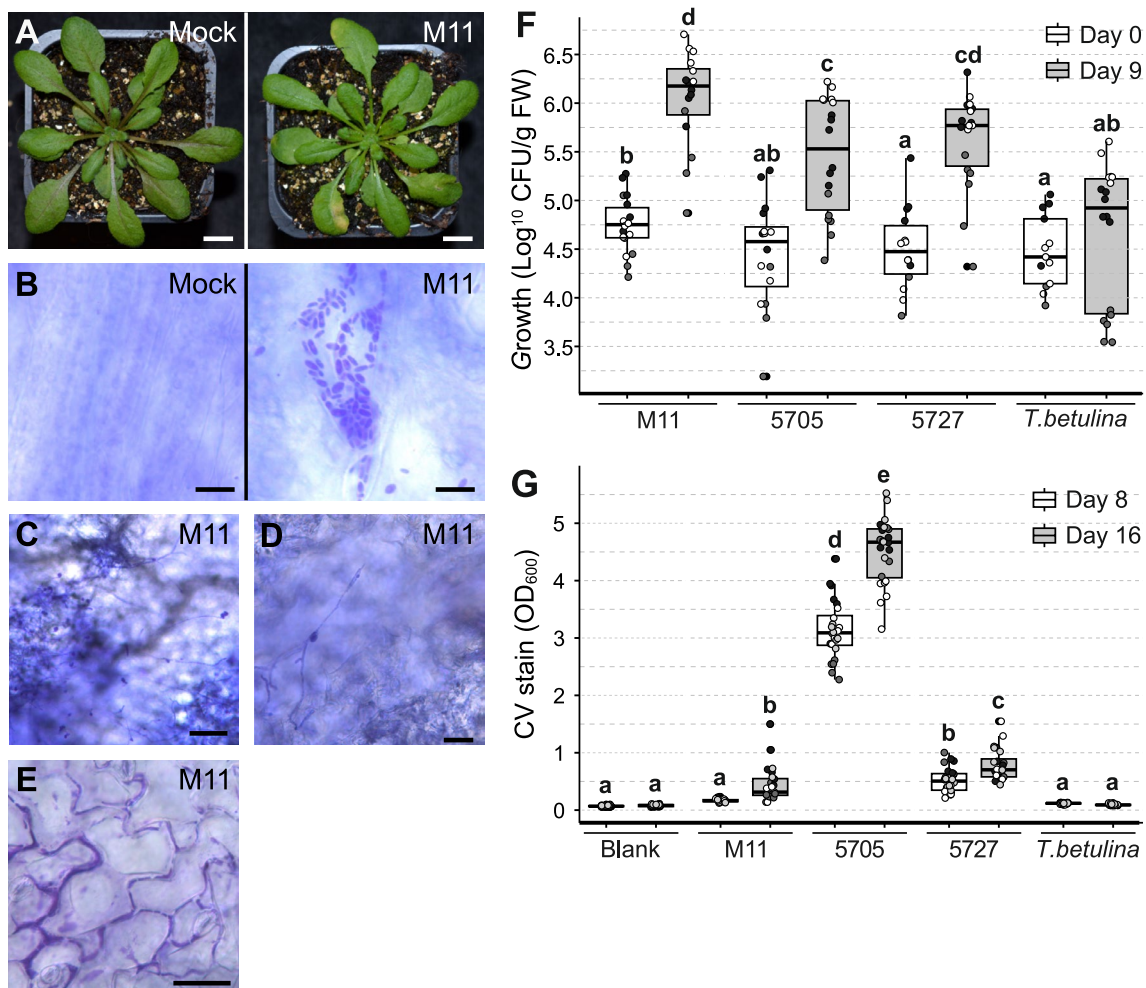 A Mock M11
B Mock M11
C M11
D M11
E M11
F
Growth (Log¹⁰ CFU/g FW)
6.5
6.0
5.5
5.0
4.5
4.0
3.5
Day 0
Day 9
b d ab c a cd a ab
M11 5705 5727 T.betulina
G
CV stain (OD₆₀₀)
5
4
3
2
1
0
Day 8
Day 16
a a a b d e b c a a
Blank M11 5705 5727 T.betulina